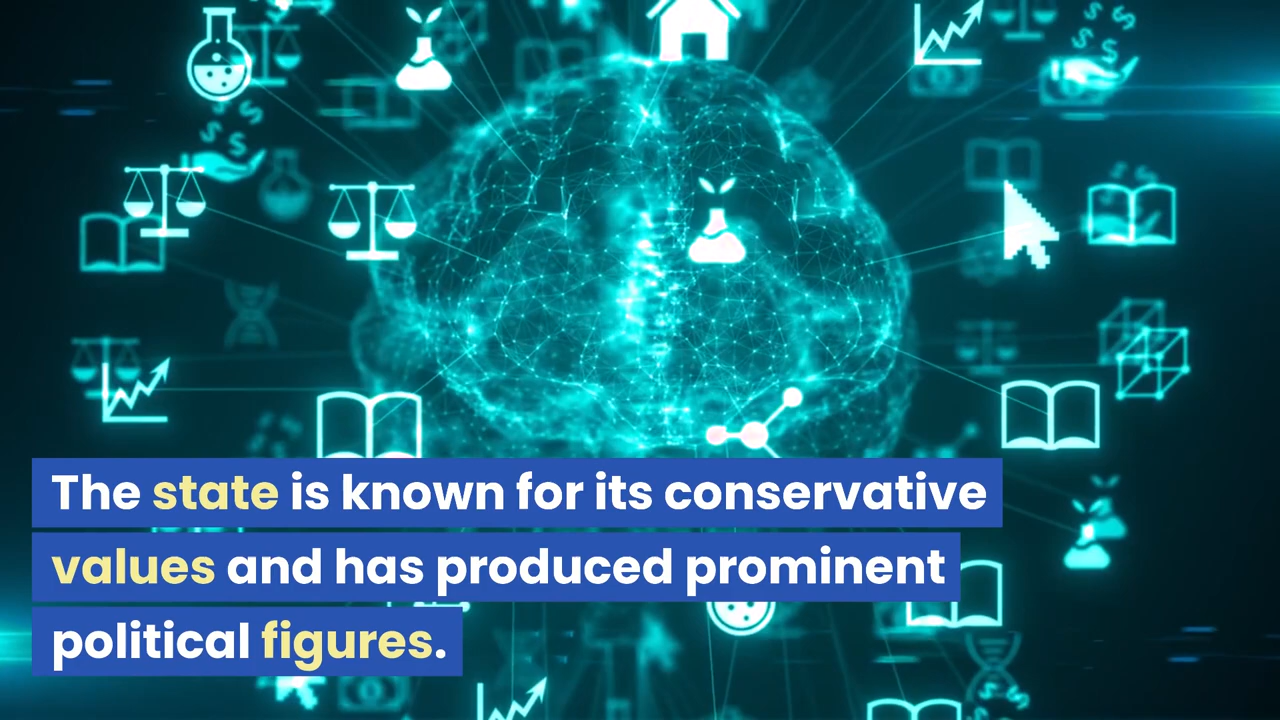 The state is known for its conservative
values and has produced prominent
political figures.